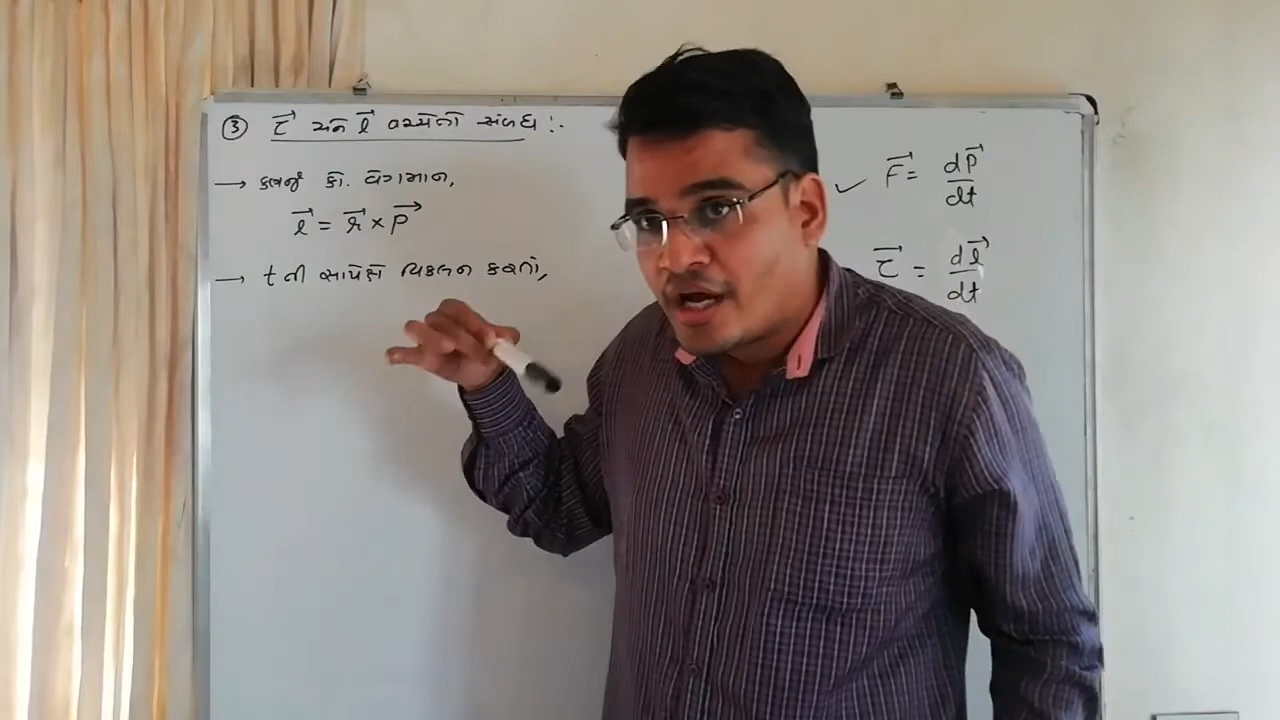 ③ τ⃗ અને l⃗ વચ્ચેનો સંબંધ :-
→ કણનું કો. વેગમાન,
l⃗ = r⃗ × P⃗
→ t ની સાપેક્ષે વિકલન કરતાં,
✓ F⃗ = dP⃗/dt
τ⃗ = dl⃗/dt